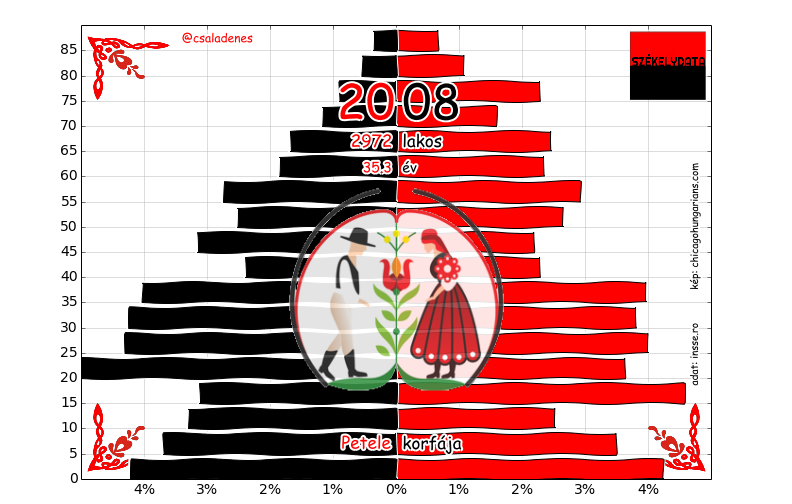 @csaladenes
SZÉKELYDATA
2008
2972 lakos
35.3 év
kép: chicagohungarians.com
adat: insse.ro
Petele korfája
85
80
75
70
65
60
55
50
45
40
35
30
25
20
15
10
5
0
4% 3% 2% 1% 0% 1% 2% 3% 4%